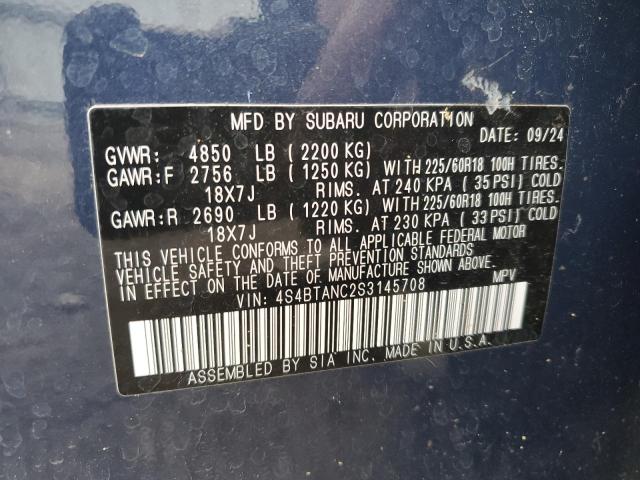 MFD BY SUBARU CORPORATION
DATE: 09/24
GVWR: 4850 LB ( 2200 KG)
GAWR:F 2756 LB ( 1250 KG) WITH 225/60R18 100H TIRES.
18X7J RIMS. AT 240 KPA ( 35 PSI) COLD
GAWR:R 2690 LB ( 1220 KG) WITH 225/60R18 100H TIRES.
18X7J RIMS. AT 230 KPA ( 33 PSI) COLD
THIS VEHICLE CONFORMS TO ALL APPLICABLE FEDERAL MOTOR
VEHICLE SAFETY AND THEFT PREVENTION STANDARDS IN
EFFECT ON THE DATE OF MANUFACTURE SHOWN ABOVE.
VIN: 4S4BTANC2S3145708 MPV
ASSEMBLED BY SIA INC. MADE IN U.S.A.